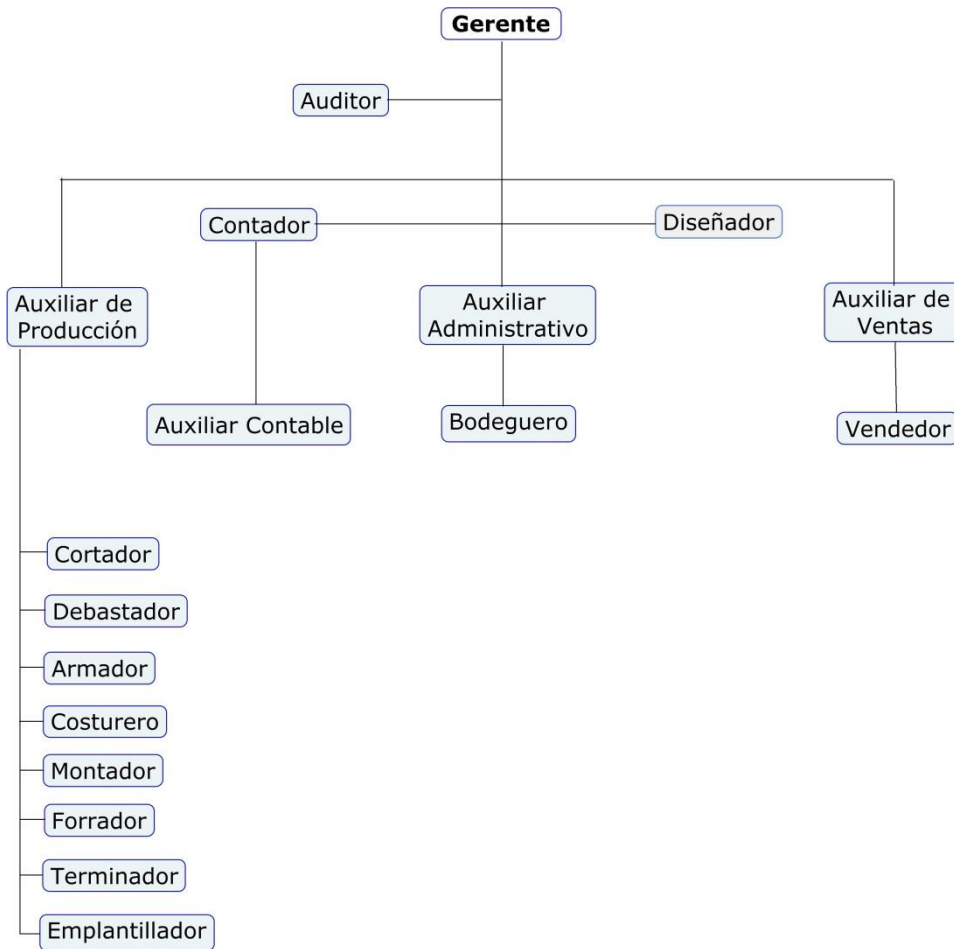 Gerente
Auditor
Contador
Diseñador
Auxiliar de
Producción
Auxiliar
Administrativo
Auxiliar de
Ventas
Auxiliar Contable
Bodeguero
Vendedor
Cortador
Debastador
Armador
Costurero
Montador
Forrador
Terminador
Emplantillador